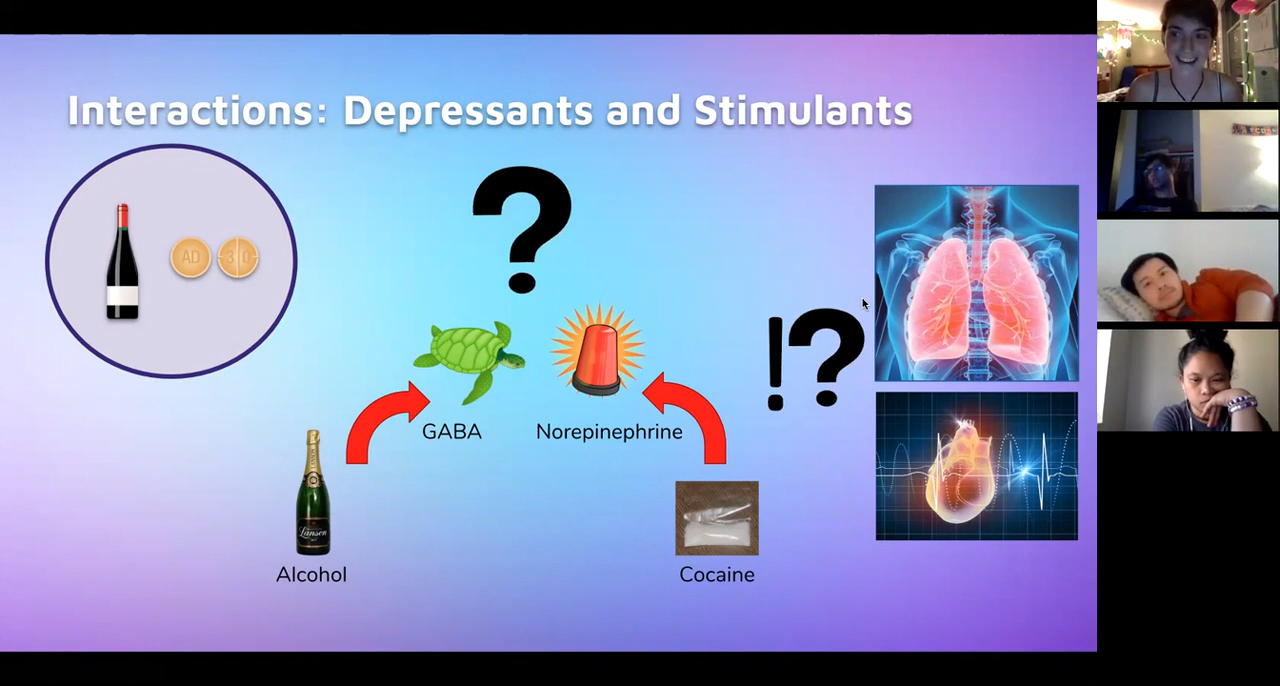 Interactions: Depressants and Stimulants
AD
30
?
!?
GABA
Norepinephrine
Lanson
Alcohol
Cocaine